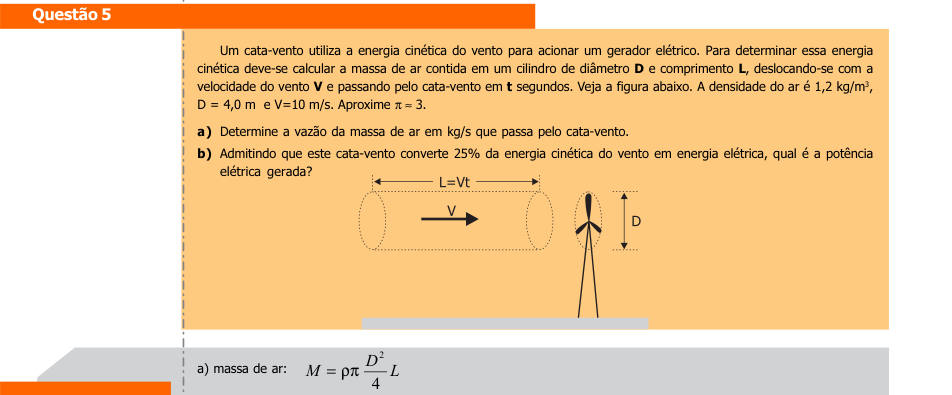 Questão 5
Um cata-vento utiliza a energia cinética do vento para acionar um gerador elétrico. Para determinar essa energia
cinética deve-se calcular a massa de ar contida em um cilindro de diâmetro D e comprimento L, deslocando-se com a
velocidade do vento V e passando pelo cata-vento em t segundos. Veja a figura abaixo. A densidade do ar é 1,2 kg/m³,
D = 4,0 m e V=10 m/s. Aproxime π ≈ 3.
a) Determine a vazão da massa de ar em kg/s que passa pelo cata-vento.
b) Admitindo que este cata-vento converte 25% da energia cinética do vento em energia elétrica, qual é a potência
elétrica gerada?
L=Vt
V
D
a) massa de ar: M = ρπ D²/4 L